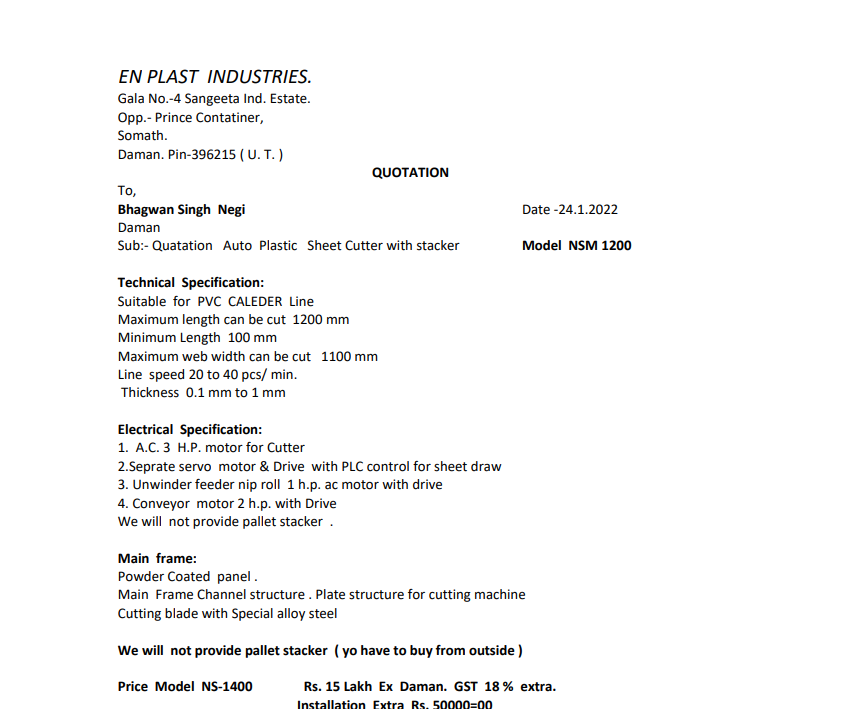 EN PLAST INDUSTRIES.
Gala No.-4 Sangeeta Ind. Estate.
Opp.- Prince Contatiner,
Somath.
Daman. Pin-396215 ( U. T. )
QUOTATION
To,
Bhagwan Singh Negi Date -24.1.2022
Daman
Sub:- Quatation Auto Plastic Sheet Cutter with stacker Model NSM 1200
Technical Specification:
Suitable for PVC CALEDER Line
Maximum length can be cut 1200 mm
Minimum Length 100 mm
Maximum web width can be cut 1100 mm
Line speed 20 to 40 pcs/ min.
Thickness 0.1 mm to 1 mm
Electrical Specification:
1. A.C. 3 H.P. motor for Cutter
2.Seprate servo motor & Drive with PLC control for sheet draw
3. Unwinder feeder nip roll 1 h.p. ac motor with drive
4. Conveyor motor 2 h.p. with Drive
We will not provide pallet stacker .
Main frame:
Powder Coated panel .
Main Frame Channel structure . Plate structure for cutting machine
Cutting blade with Special alloy steel
We will not provide pallet stacker ( yo have to buy from outside )
Price Model NS-1400 Rs. 15 Lakh Ex Daman. GST 18 % extra.
Installation Extra Rs. 50000=00